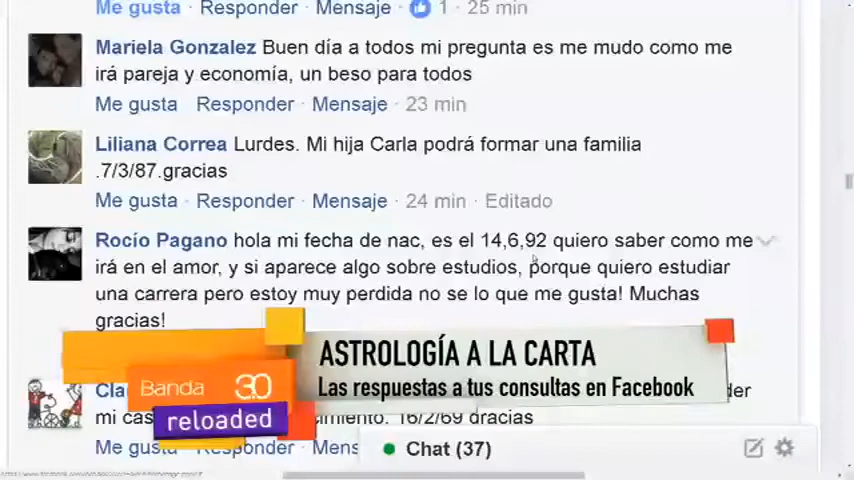 Me gusta · Responder · Mensaje · 1 · 25 min
Mariela Gonzalez Buen día a todos mi pregunta es me mudo como me
irá pareja y economía, un beso para todos
Me gusta · Responder · Mensaje · 23 min
Liliana Correa Lurdes. Mi hija Carla podrá formar una familia
.7/3/87.gracias
Me gusta · Responder · Mensaje · 24 min · Editado
Rocío Pagano hola mi fecha de nac, es el 14,6,92 quiero saber como me
irá en el amor, y si aparece algo sobre estudios, porque quiero estudiar
una carrera pero estoy muy perdida no se lo que me gusta! Muchas
gracias!
ASTROLOGÍA A LA CARTA
Las respuestas a tus consultas en Facebook
Banda 3.0
reloaded
mi 16/2/69
Me gusta Responder
Chat (37)